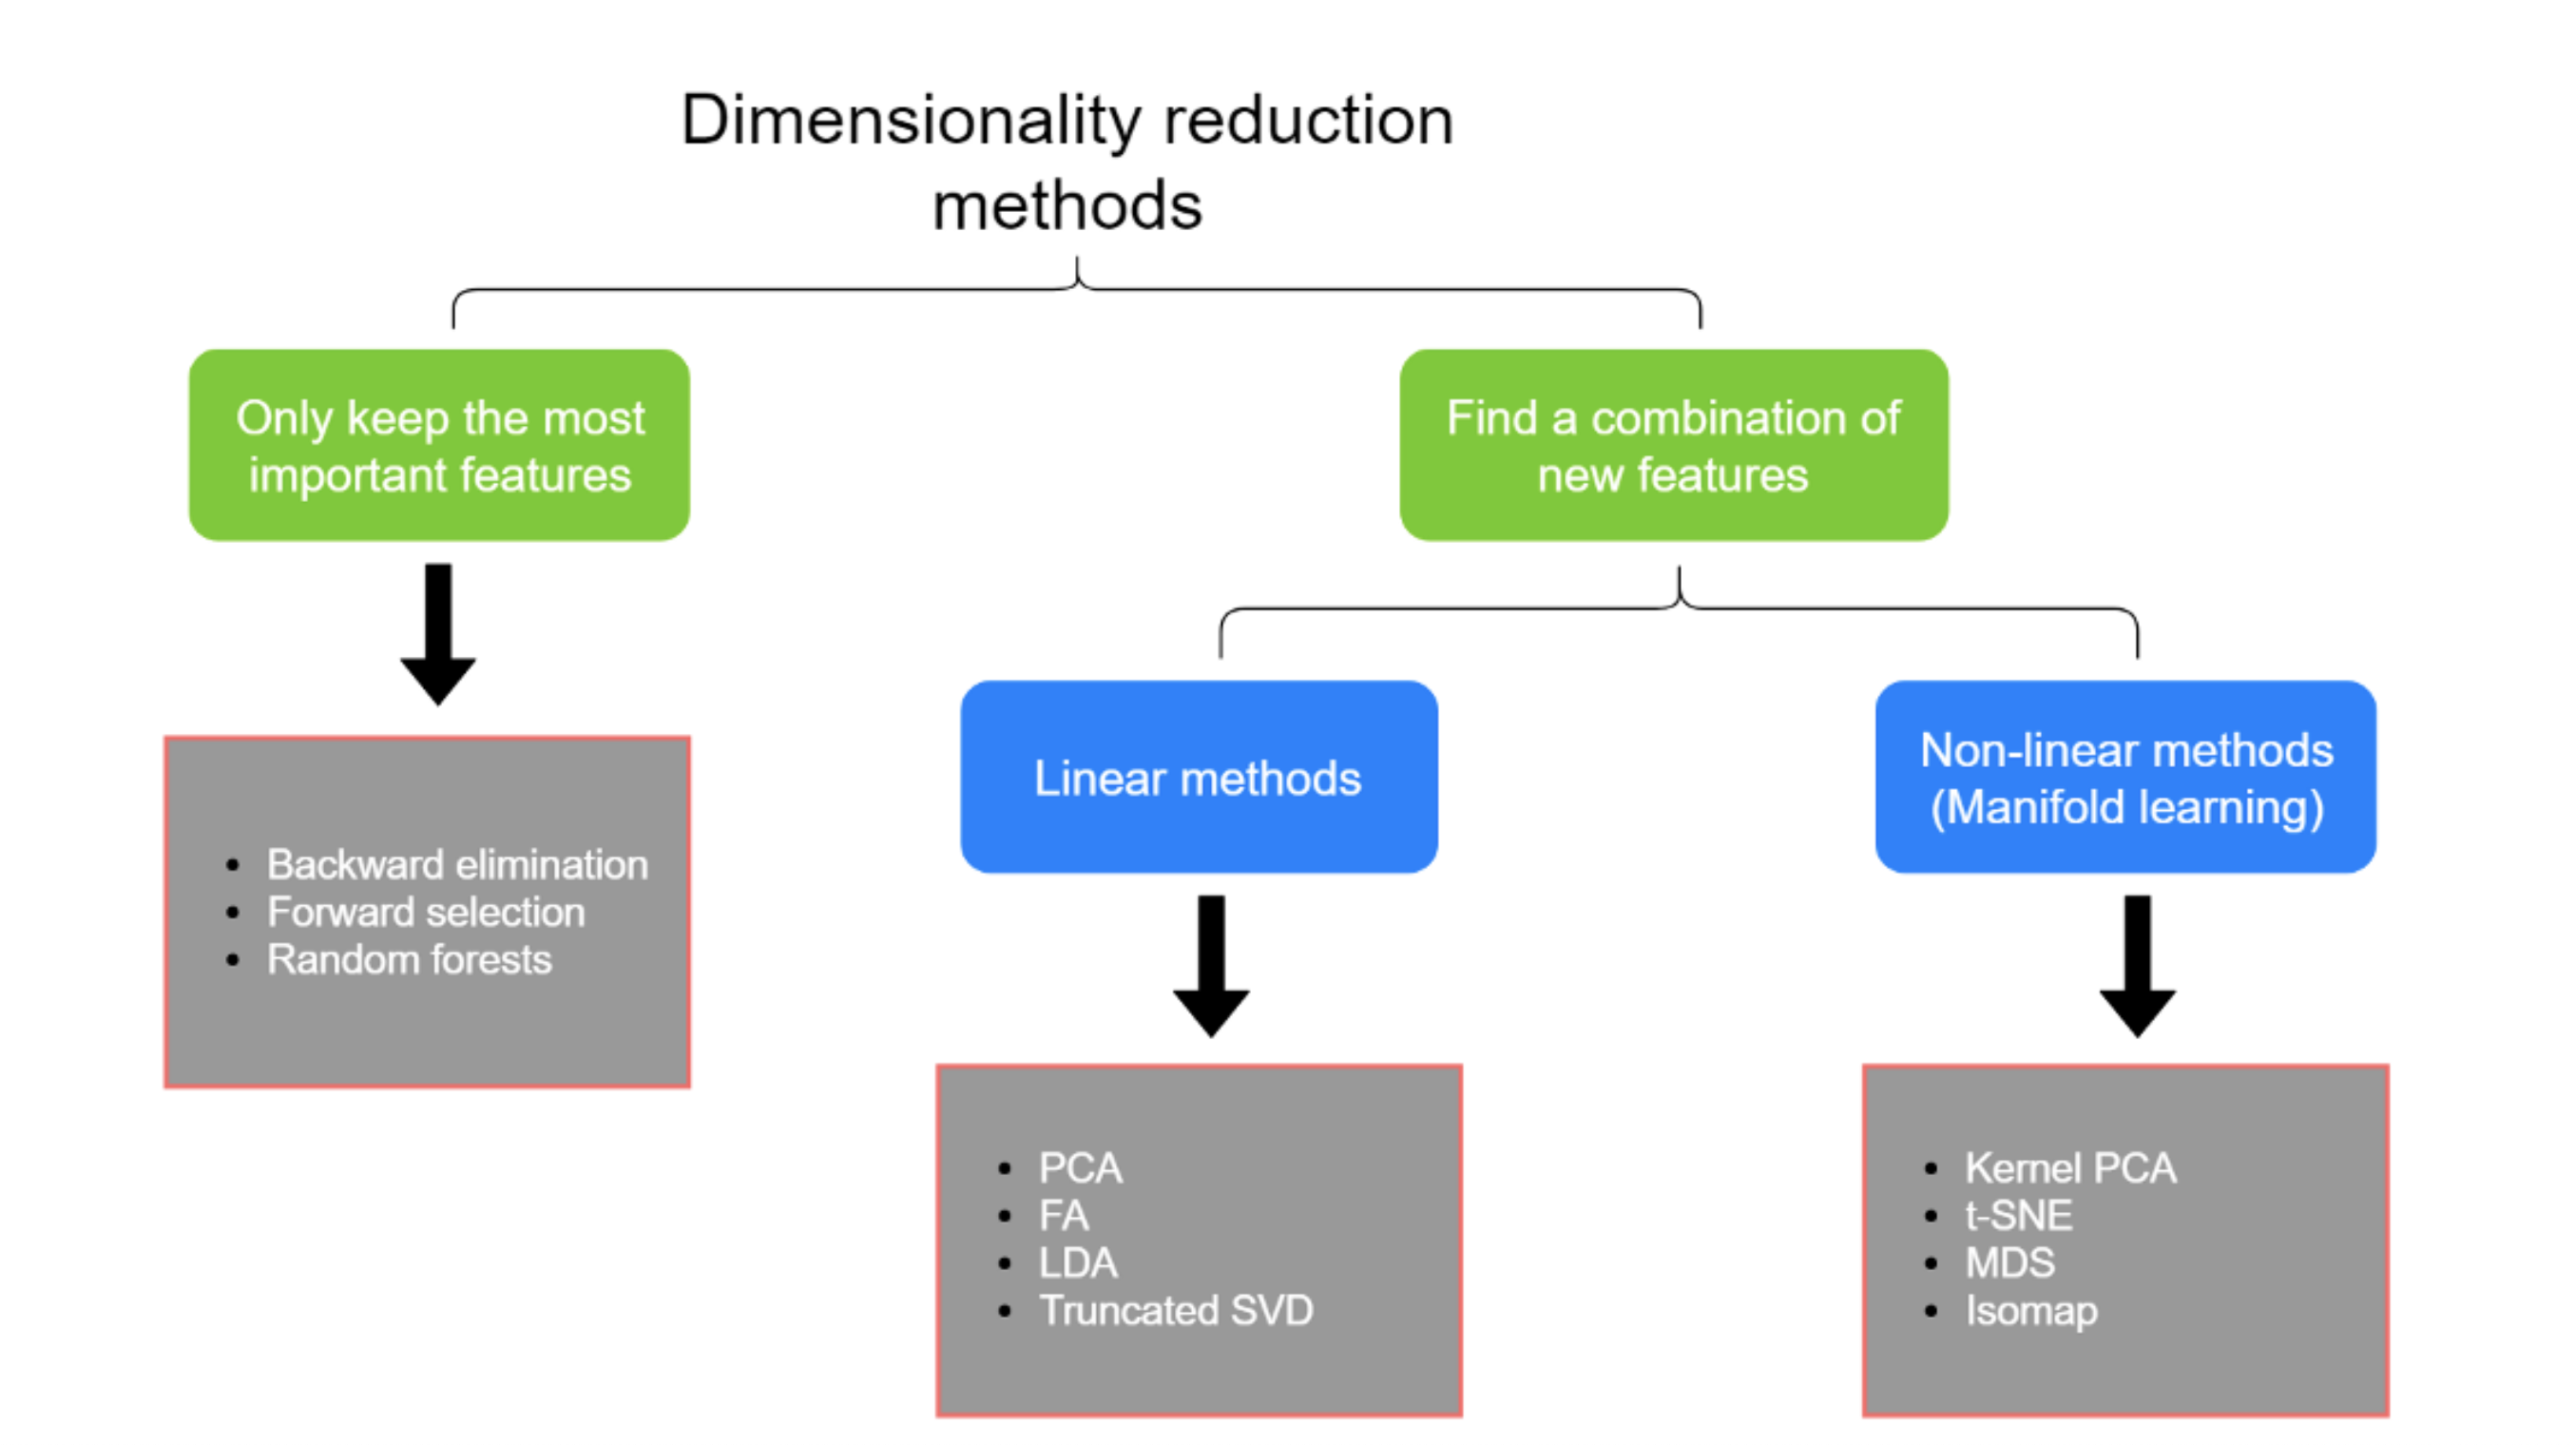 Dimensionality reduction
methods
Only keep the most
important features
Find a combination of
new features
Linear methods
Non-linear methods
(Manifold learning)
• Backward elimination
• Forward selection
• Random forests
• PCA
• FA
• LDA
• Truncated SVD
• Kernel PCA
• t-SNE
• MDS
• Isomap